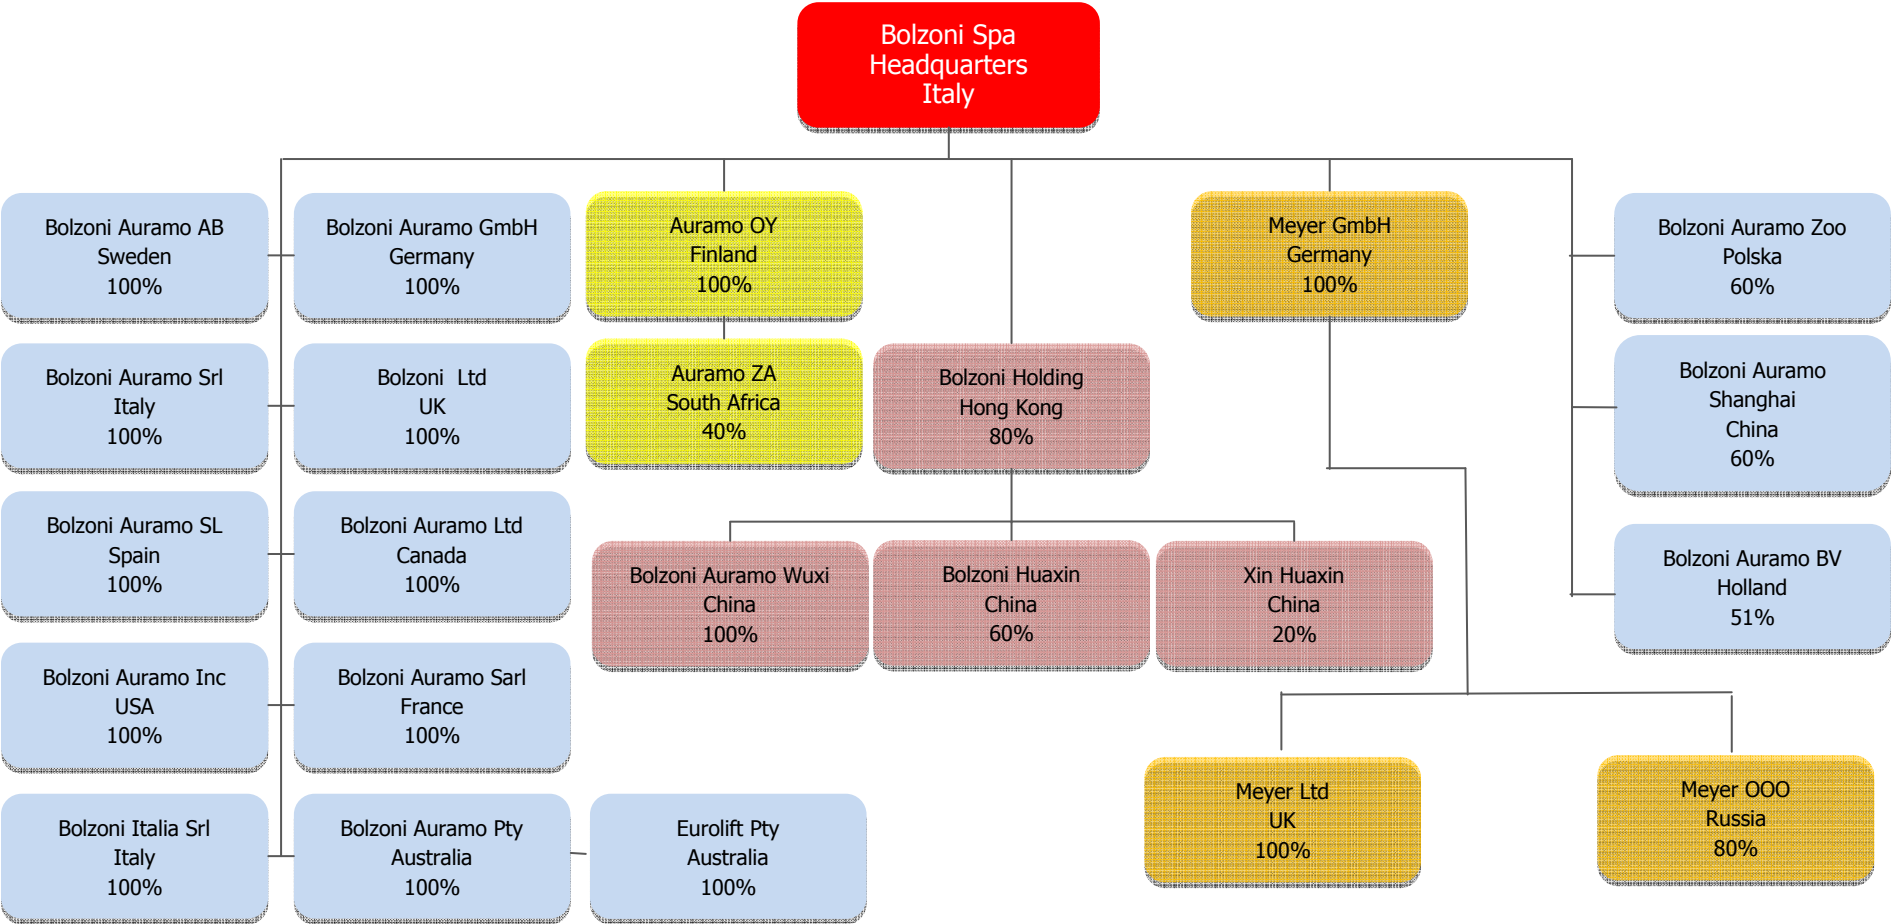 Bolzoni Spa
Headquarters
Italy
Bolzoni Auramo AB
Sweden
100%
Bolzoni Auramo GmbH
Germany
100%
Auramo OY
Finland
100%
Meyer GmbH
Germany
100%
Bolzoni Auramo Zoo
Polska
60%
Bolzoni Auramo Srl
Italy
100%
Bolzoni Ltd
UK
100%
Auramo ZA
South Africa
40%
Bolzoni Holding
Hong Kong
80%
Bolzoni Auramo
Shanghai
China
60%
Bolzoni Auramo SL
Spain
100%
Bolzoni Auramo Ltd
Canada
100%
Bolzoni Auramo Wuxi
China
100%
Bolzoni Huaxin
China
60%
Xin Huaxin
China
20%
Bolzoni Auramo BV
Holland
51%
Bolzoni Auramo Inc
USA
100%
Bolzoni Auramo Sarl
France
100%
Meyer Ltd
UK
100%
Meyer OOO
Russia
80%
Bolzoni Italia Srl
Italy
100%
Bolzoni Auramo Pty
Australia
100%
Eurolift Pty
Australia
100%